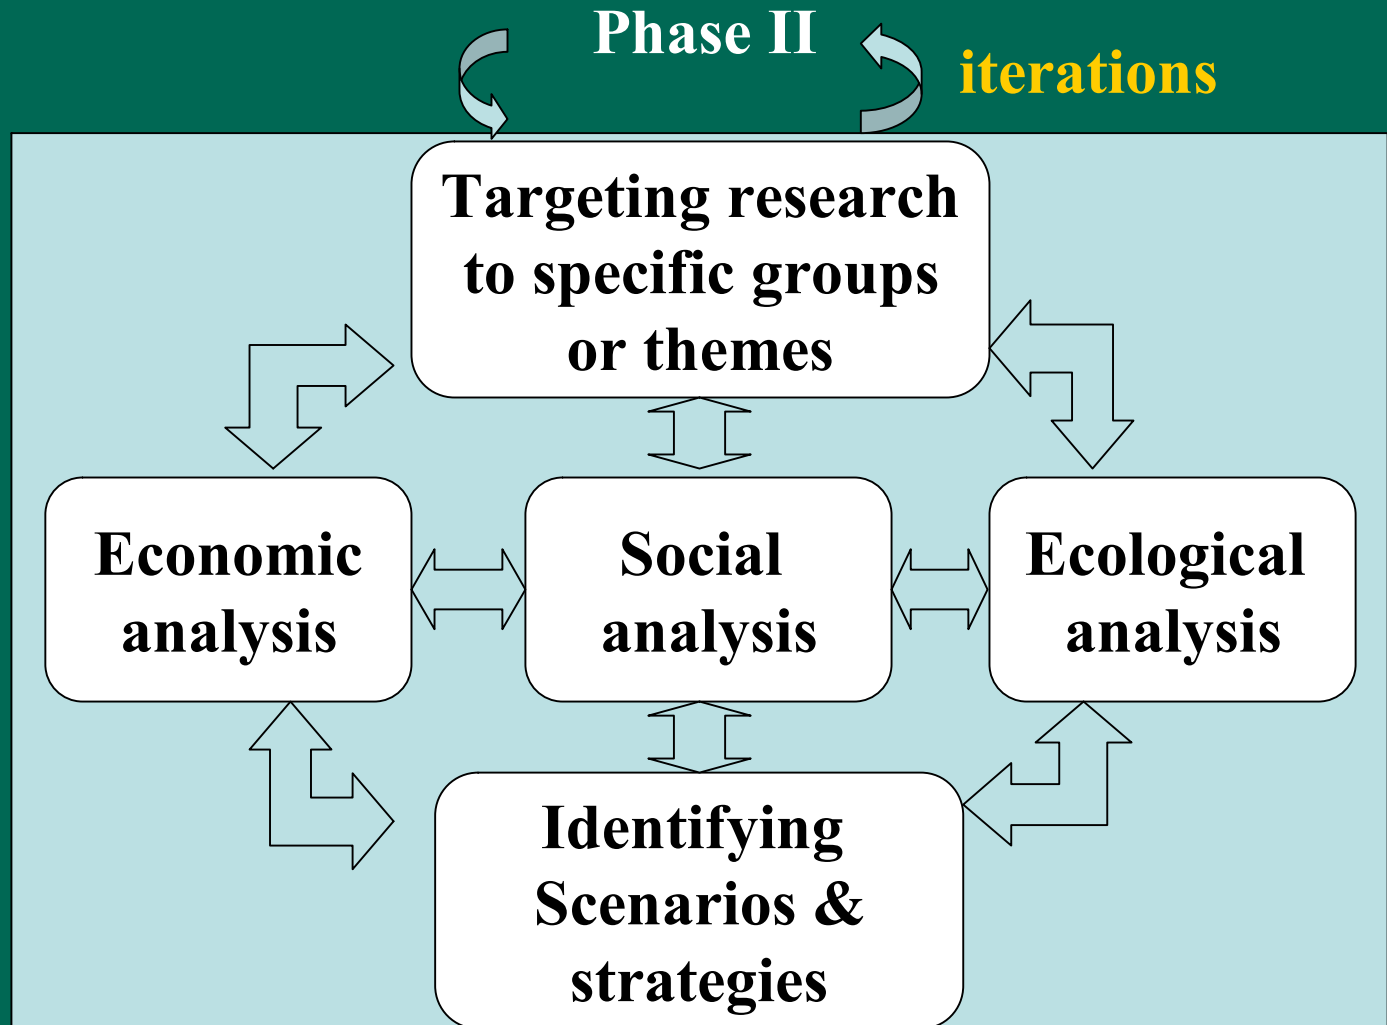 Phase II
iterations
Targeting research
to specific groups
or themes
Economic
analysis
Social
analysis
Ecological
analysis
Identifying
Scenarios &
strategies